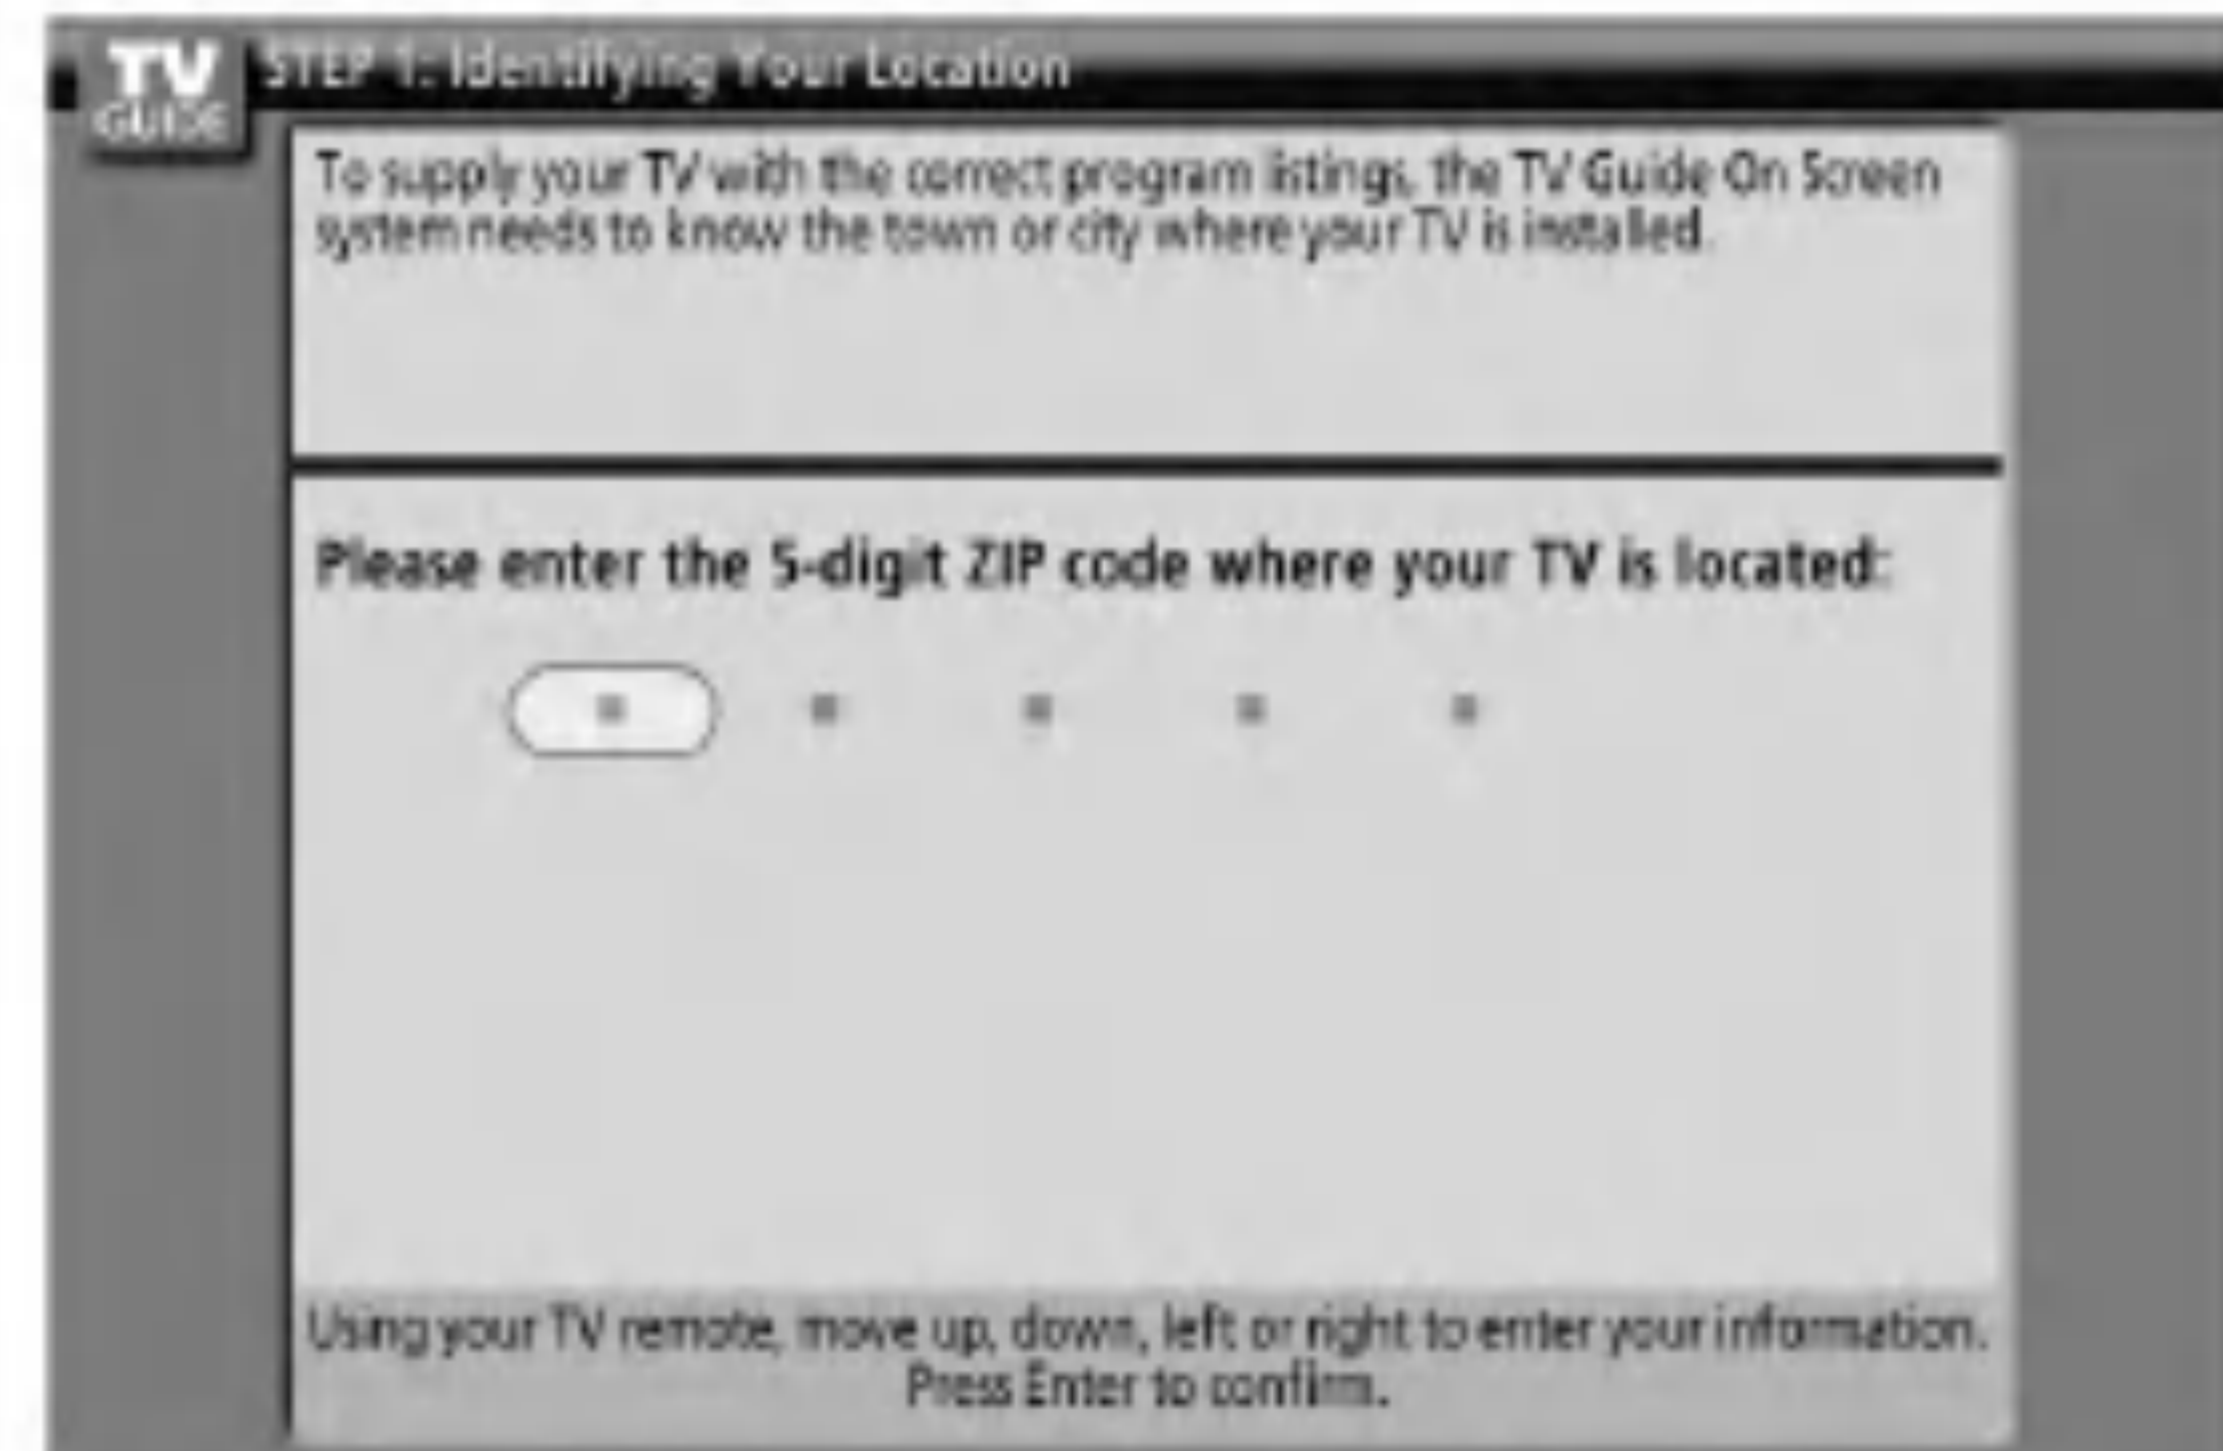 TV
GUIDE
STEP 1: Identifying Your Location
To supply your TV with the correct program listings, the TV Guide On Screen
system needs to know the town or city where your TV is installed.
Please enter the 5-digit ZIP code where your TV is located:
Using your TV remote, move up, down, left or right to enter your information.
Press Enter to confirm.